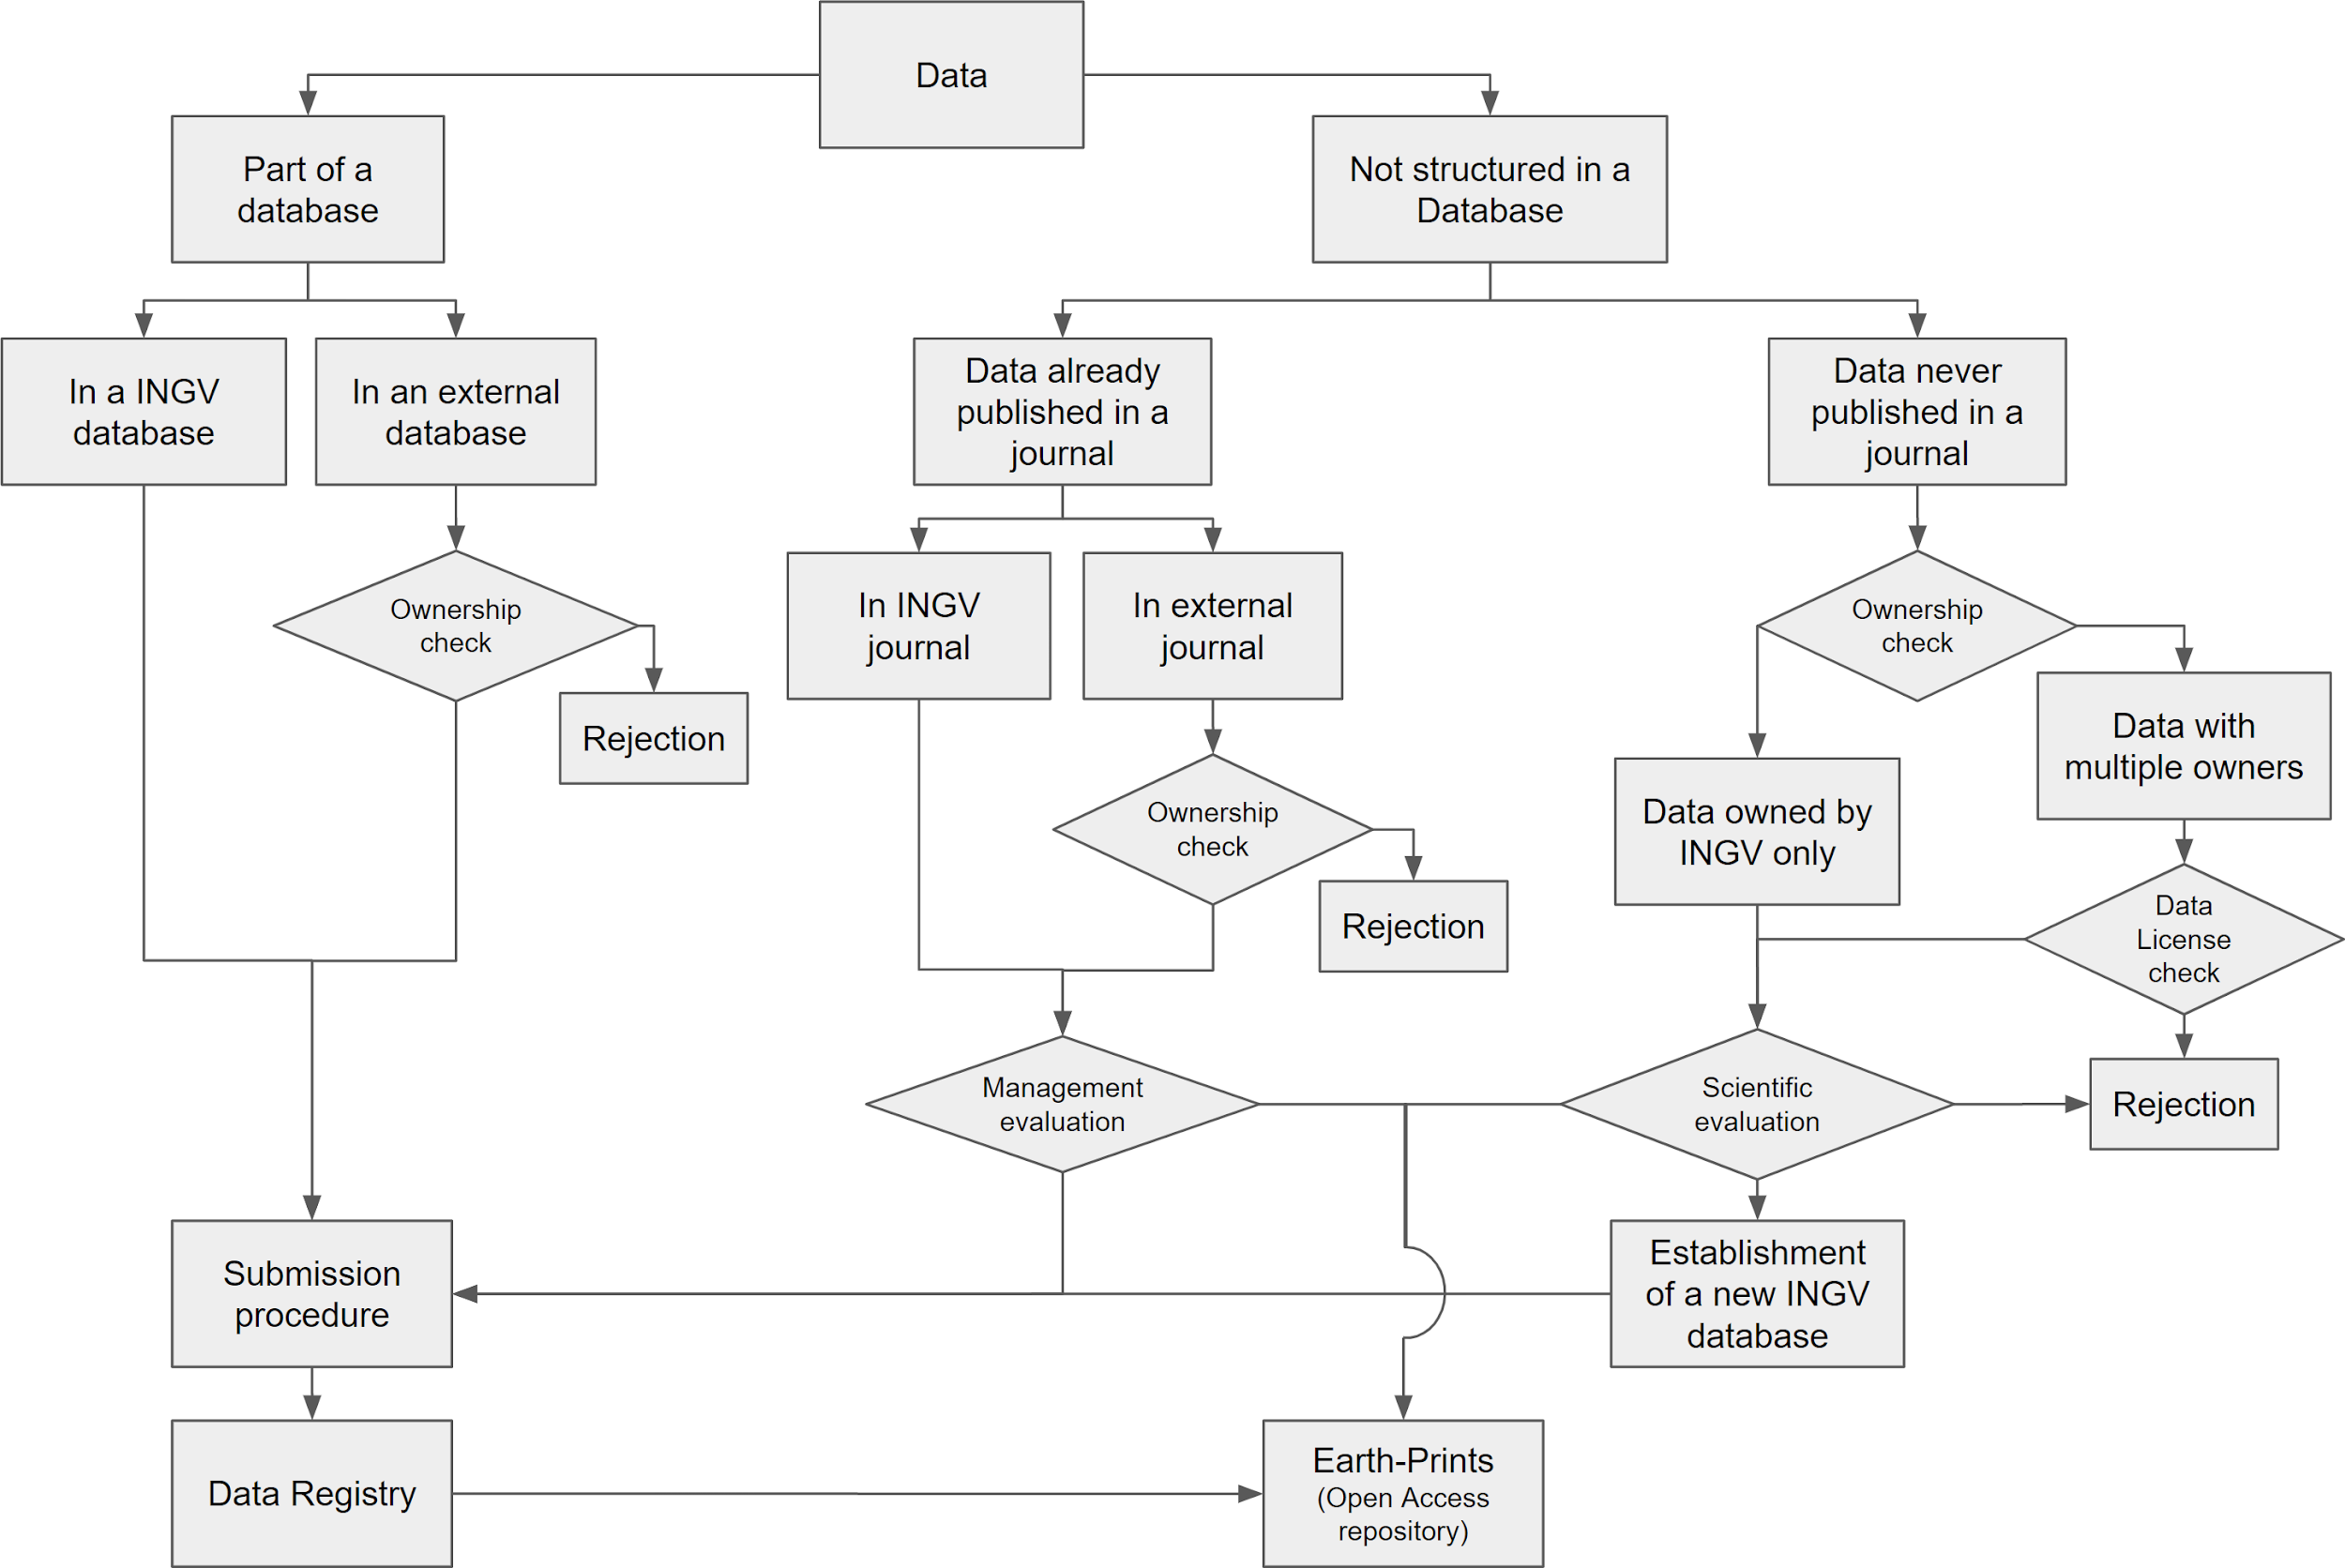 Data
Part of a
database
Not structured in a
Database
In a INGV
database
In an external
database
Data already
published in a
journal
Data never
published in a
journal
Ownership
check
Rejection
In INGV
journal
In external
journal
Ownership
check
Rejection
Ownership
check
Data with
multiple owners
Data owned by
INGV only
Data
License
check
Management
evaluation
Scientific
evaluation
Rejection
Submission
procedure
Establishment
of a new INGV
database
Data Registry
Earth-Prints
(Open Access
repository)